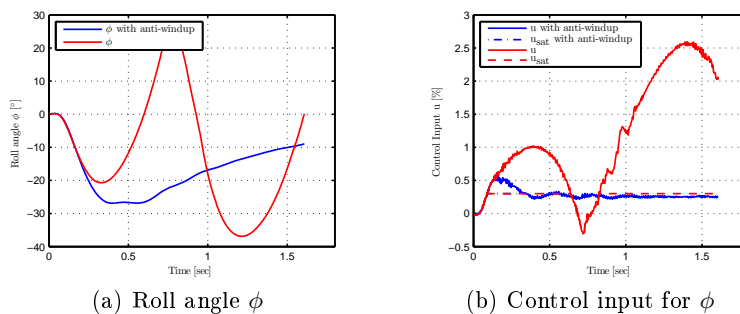 30
20
10
0
−10
−20
−30
−40
0
0.5
1
1.5
Roll angle ϕ [°]
Time [sec]
ϕ with anti-windup
ϕ
(a) Roll angle ϕ
3
2.5
2
1.5
1
0.5
0
−0.5
0
0.5
1
1.5
Control Input u [%]
Time [sec]
u with anti-windup
u_sat with anti-windup
u
u_sat
(b) Control input for ϕ